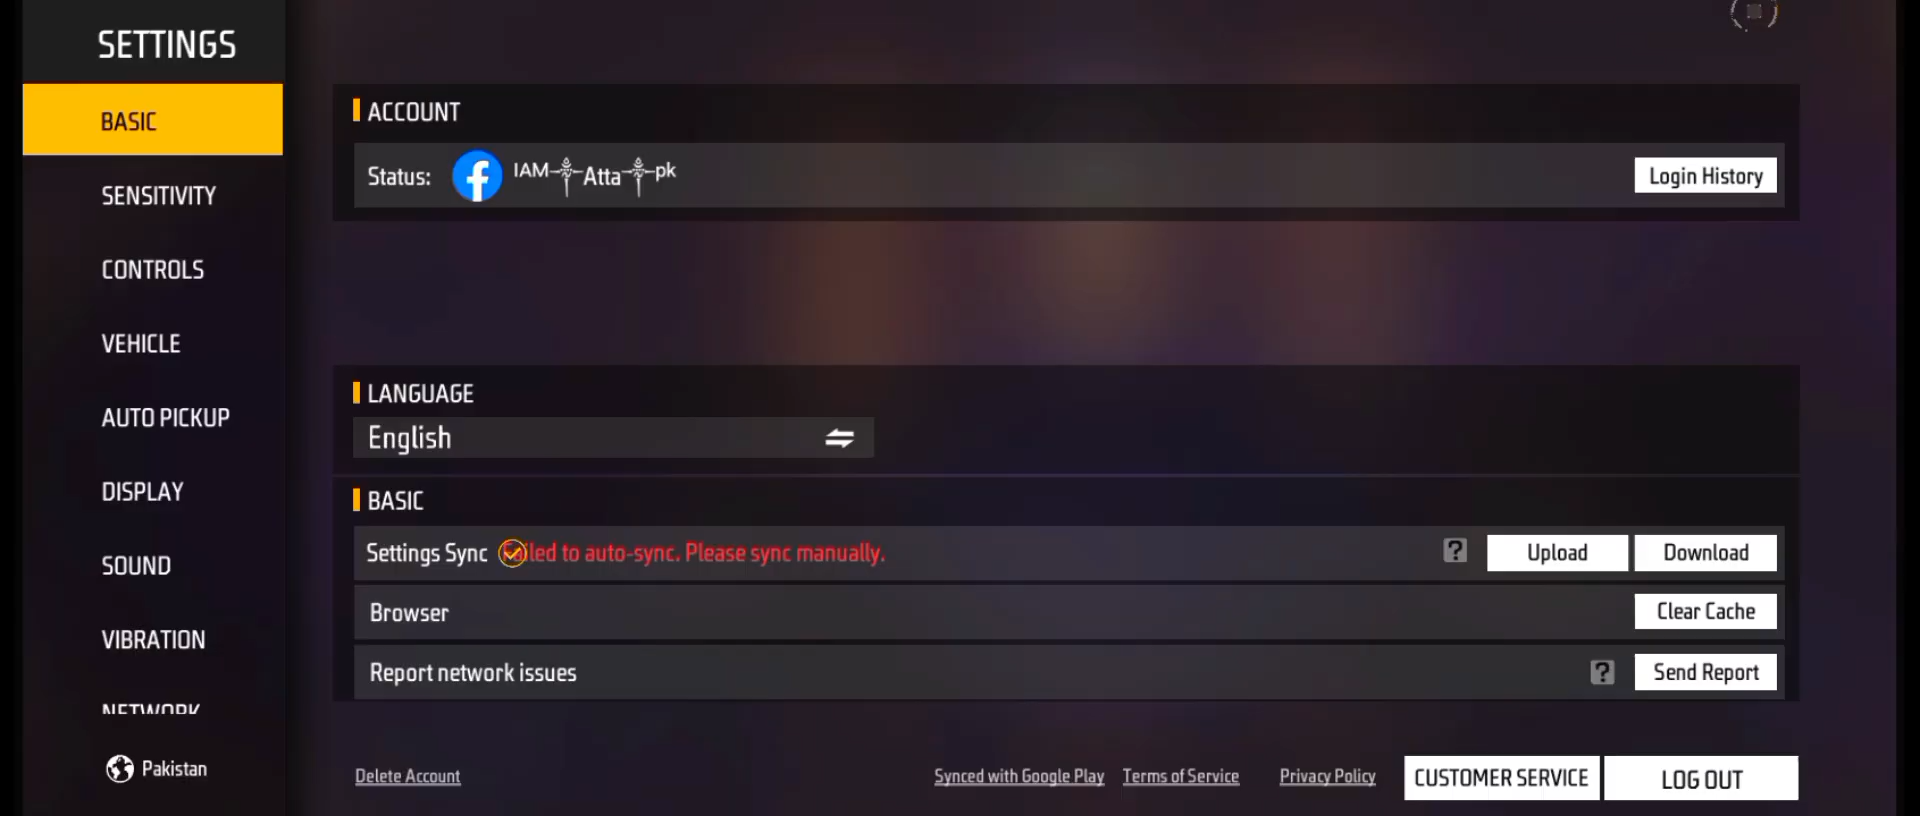 SETTINGS
BASIC
SENSITIVITY
CONTROLS
VEHICLE
AUTO PICKUP
DISPLAY
SOUND
VIBRATION
NETWORK
Pakistan
ACCOUNT
Status: IAM Atta pk
Login History
LANGUAGE
English
BASIC
Settings Sync Failed to auto-sync. Please sync manually. ? Upload Download
Browser Clear Cache
Report network issues ? Send Report
Delete Account Synced with Google Play Terms of Service Privacy Policy CUSTOMER SERVICE LOG OUT